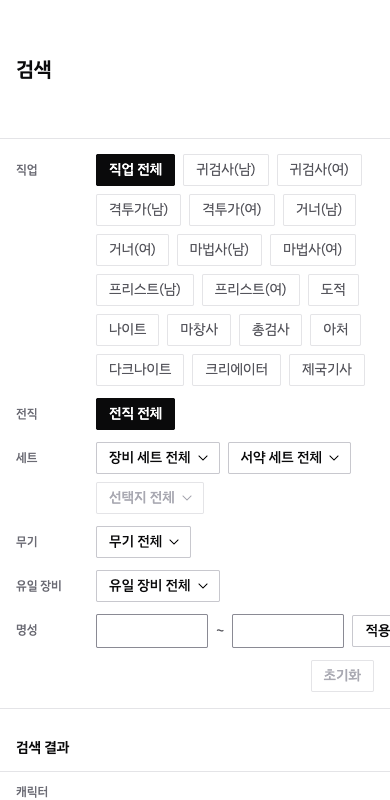 검색
직업 직업 전체 귀검사(남) 귀검사(여)
격투가(남) 격투가(여) 거너(남)
거너(여) 마법사(남) 마법사(여)
프리스트(남) 프리스트(여) 도적
나이트 마창사 총검사 아처
다크나이트 크리에이터 제국기사
전직 전직 전체
세트 장비 세트 전체 서약 세트 전체
선택지 전체
무기 무기 전체
유일 장비 유일 장비 전체
명성 ~ 적용
초기화
검색 결과
캐릭터